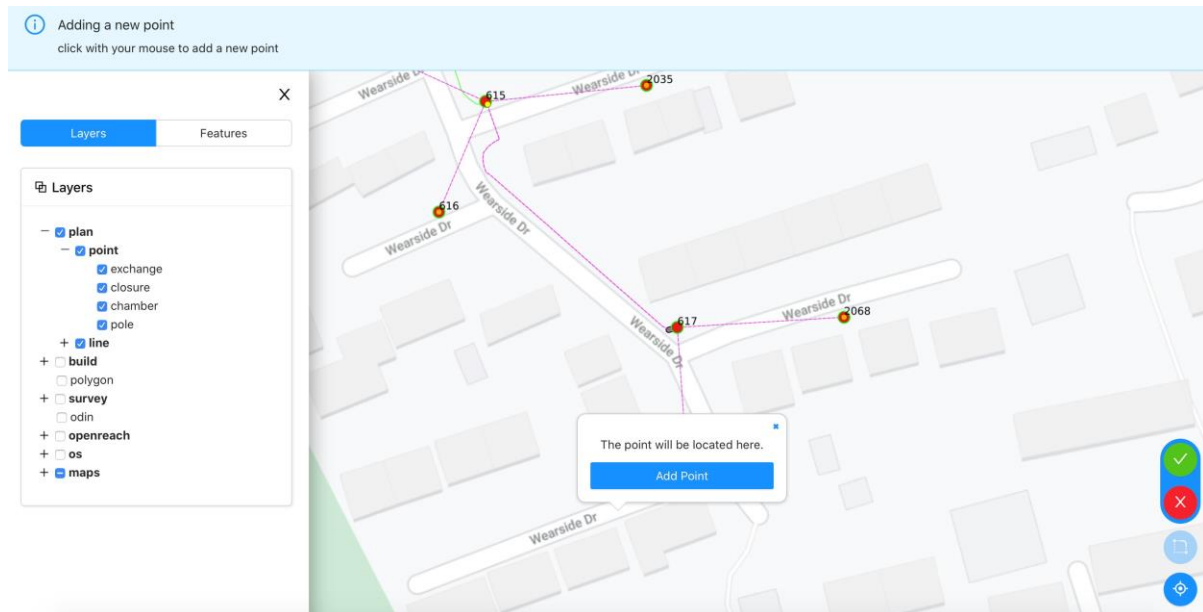 Adding a new point
click with your mouse to add a new point
X
Layers
Features
Layers
plan
point
exchange
closure
chamber
pole
line
build
polygon
survey
odin
openreach
os
maps
Wearside Dr
615
Wearside Dr
2035
616
Wearside Dr
Wearside Dr
617
Wearside Dr
2068
Wearside Dr
The point will be located here.
Add Point
Wearside Dr